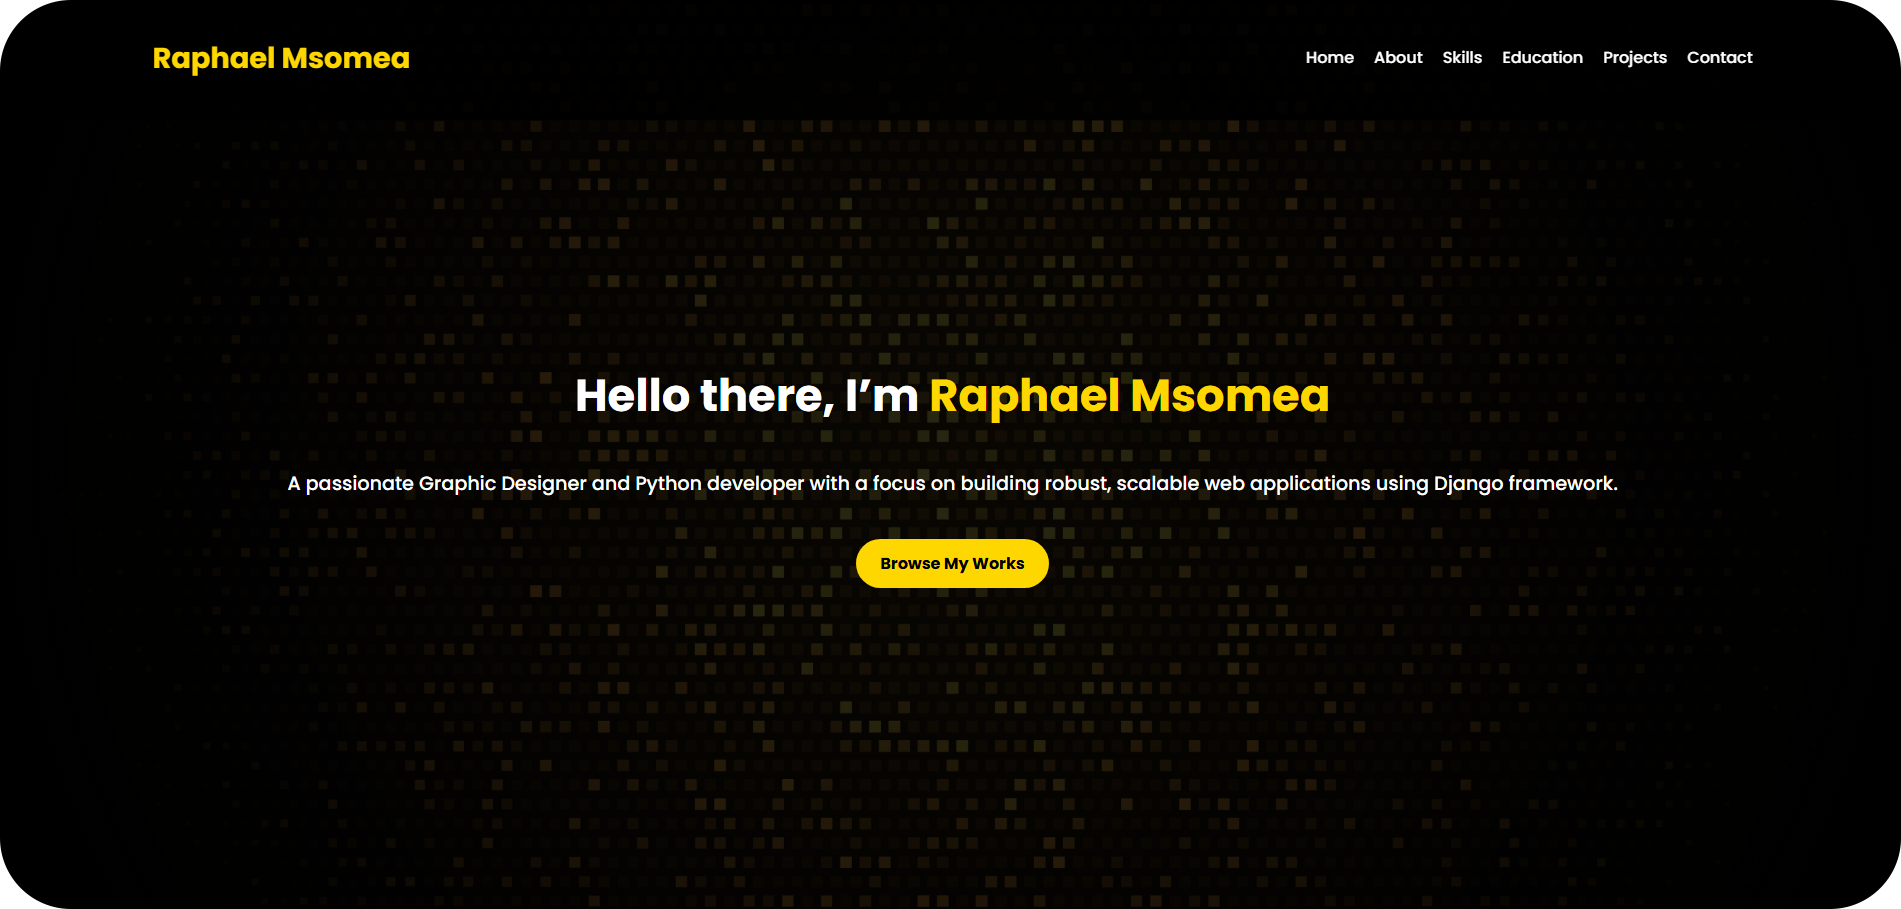 Raphael Msomea
Home About Skills Education Projects Contact
Hello there, I’m Raphael Msomea
A passionate Graphic Designer and Python developer with a focus on building robust, scalable web applications using Django framework.
Browse My Works